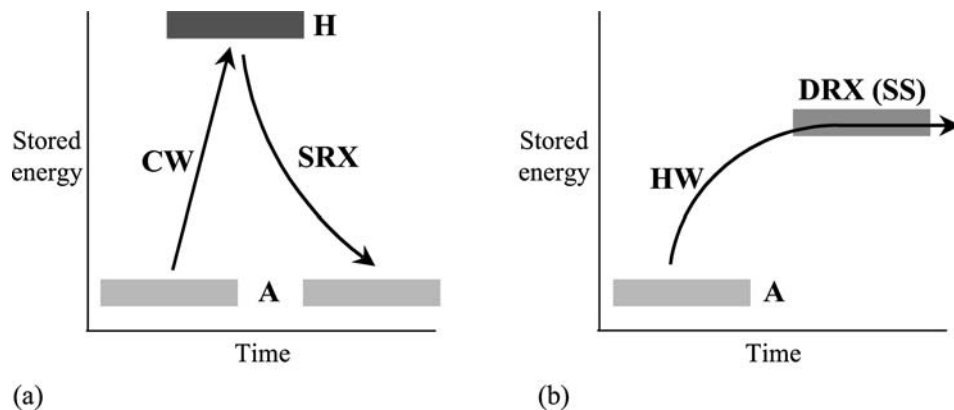 H
CW
SRX
Stored
energy
A
Time
(a)
DRX (SS)
HW
Stored
energy
A
Time
(b)